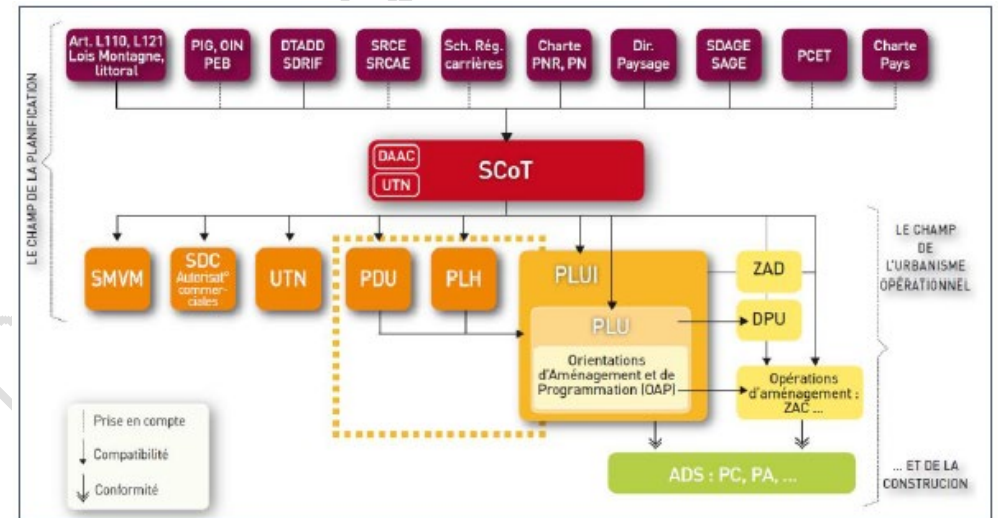 Art. L110, L121
Lois Montagne,
littoral
PIG, OIN
PEB
DTADD
SDRIF
SRCE
SRCAE
Sch. Rég.
carrières
Charte
PNR, PN
Dir.
Paysage
SDAGE
SAGE
PCET
Charte
Pays
LE CHAMP DE LA PLANIFICATION
DAAC
UTN
SCoT
SMVM
SDC
Autorisat°
commer-
ciales
UTN
PDU
PLH
PLUI
PLU
Orientations
d'Aménagement et de
Programmation (OAP)
ZAD
DPU
Opérations
d'aménagement :
ZAC ...
LE CHAMP
DE
L'URBANISME
OPÉRATIONNEL
Prise en compte
Compatibilité
Conformité
ADS : PC, PA, ...
... ET DE LA
CONSTRUCION